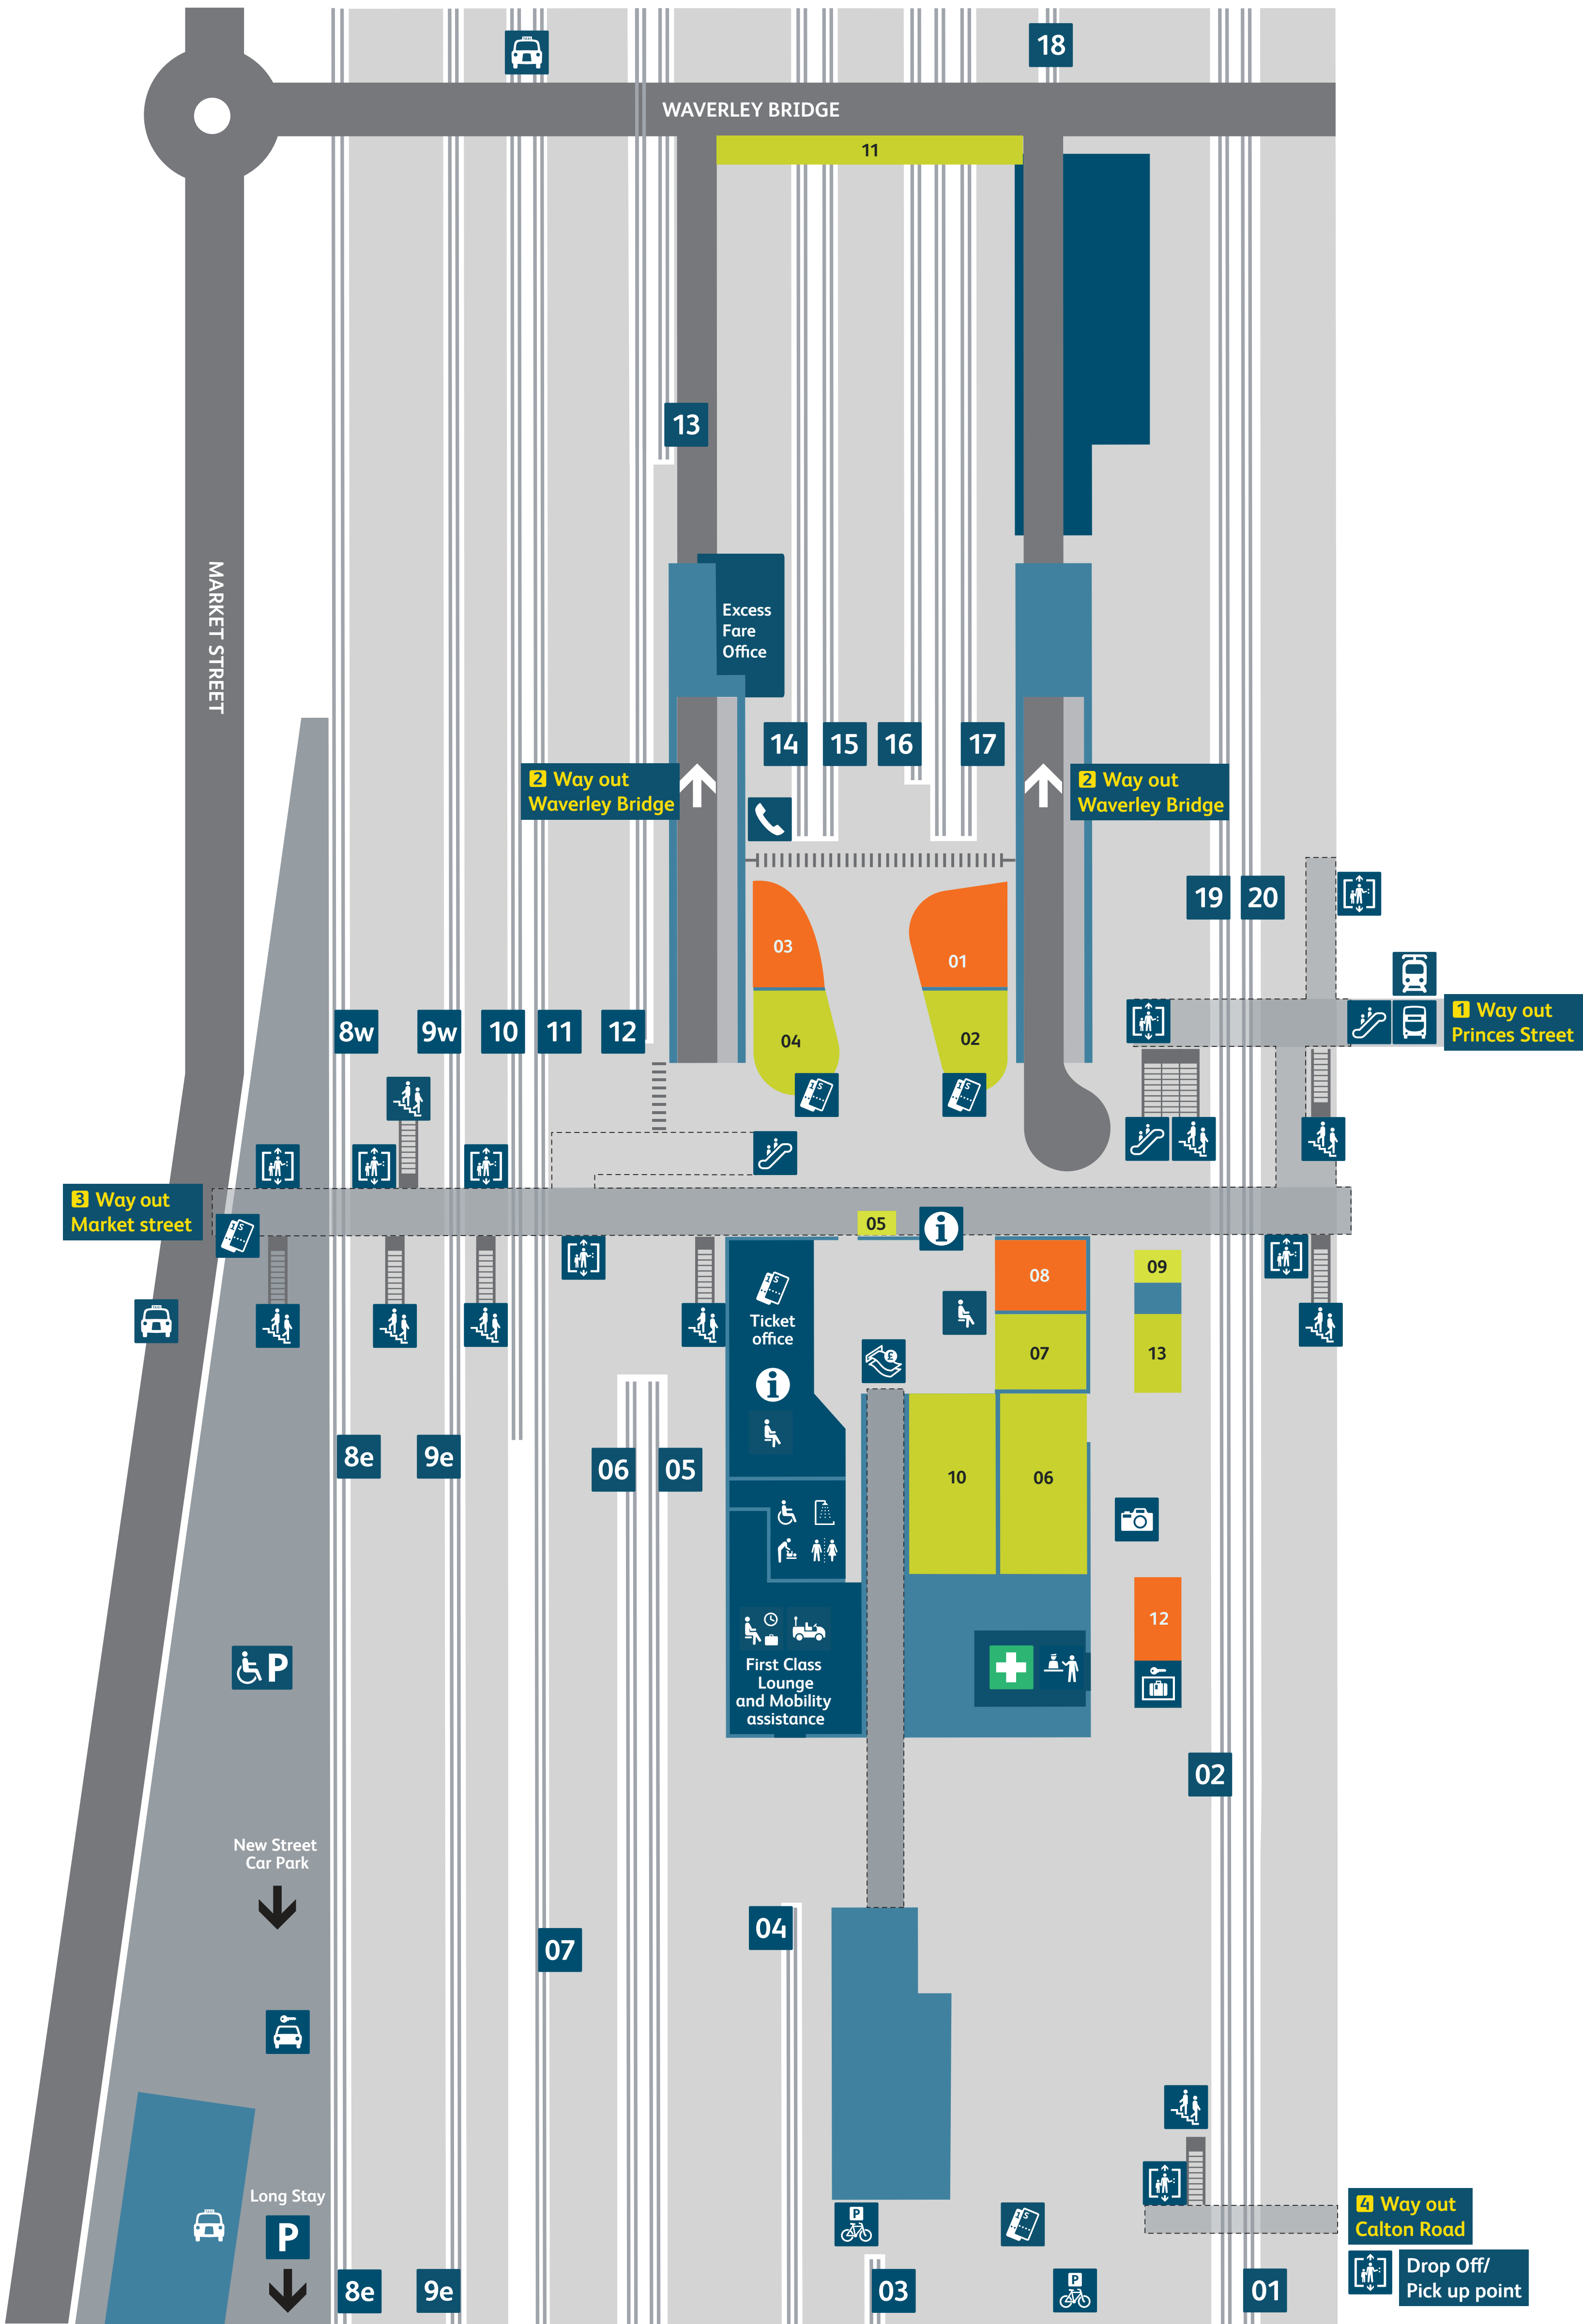 18
WAVERLEY BRIDGE
11
13
MARKET STREET
Excess
Fare
Office
14
15
16
17
2 Way out
Waverley Bridge
2 Way out
Waverley Bridge
19
20
03
01
04
02
1 Way out
Princes Street
8w
9w
10
11
12
3 Way out
Market street
05
Ticket
office
08
09
07
13
8e
9e
06
05
10
06
12
P
First Class
Lounge
and Mobility
assistance
02
New Street
Car Park
04
07
Long Stay
P
P
4 Way out
Calton Road
Drop Off/
Pick up point
8e
9e
03
P
01